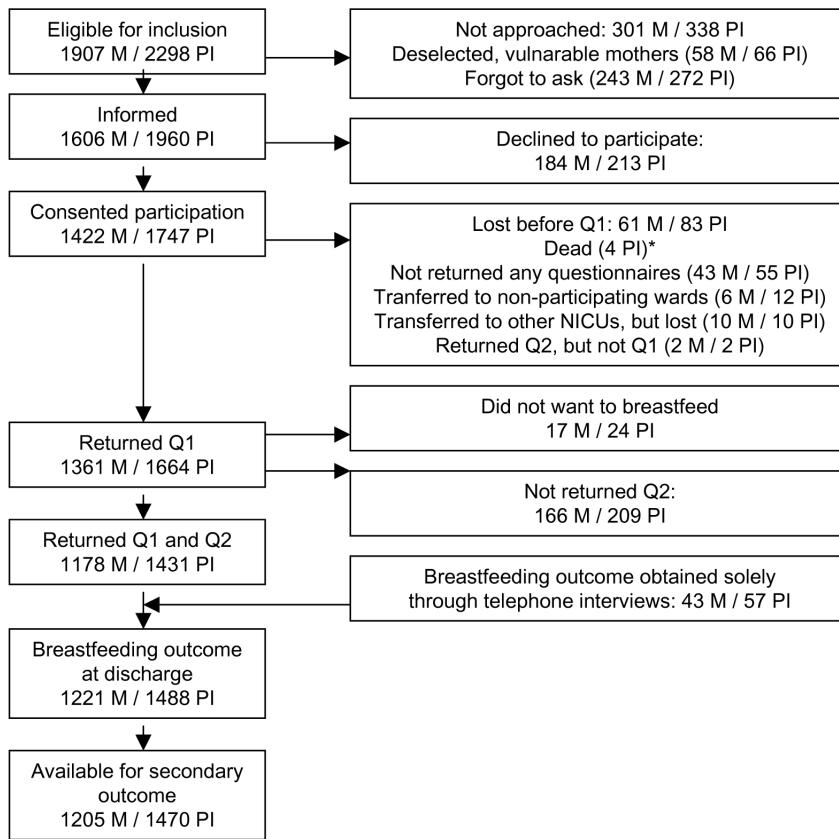 Eligible for inclusion
1907 M / 2298 PI
Not approached: 301 M / 338 PI
Deselected, vulnarable mothers (58 M / 66 PI)
Forgot to ask (243 M / 272 PI)
Informed
1606 M / 1960 PI
Declined to participate:
184 M / 213 PI
Consented participation
1422 M / 1747 PI
Lost before Q1: 61 M / 83 PI
Dead (4 PI)*
Not returned any questionnaires (43 M / 55 PI)
Tranferred to non-participating wards (6 M / 12 PI)
Transferred to other NICUs, but lost (10 M / 10 PI)
Returned Q2, but not Q1 (2 M / 2 PI)
Did not want to breastfeed
17 M / 24 PI
Returned Q1
1361 M / 1664 PI
Not returned Q2:
166 M / 209 PI
Returned Q1 and Q2
1178 M / 1431 PI
Breastfeeding outcome obtained solely
through telephone interviews: 43 M / 57 PI
Breastfeeding outcome
at discharge
1221 M / 1488 PI
Available for secondary
outcome
1205 M / 1470 PI